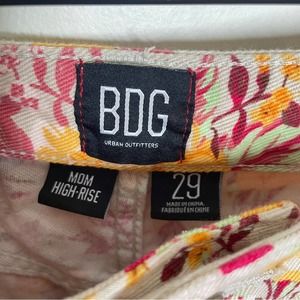 BDG
URBAN OUTFITTERS
MOM
HIGH-RISE
29
MADE IN CHINA
FABRIQUÉ EN CHINE